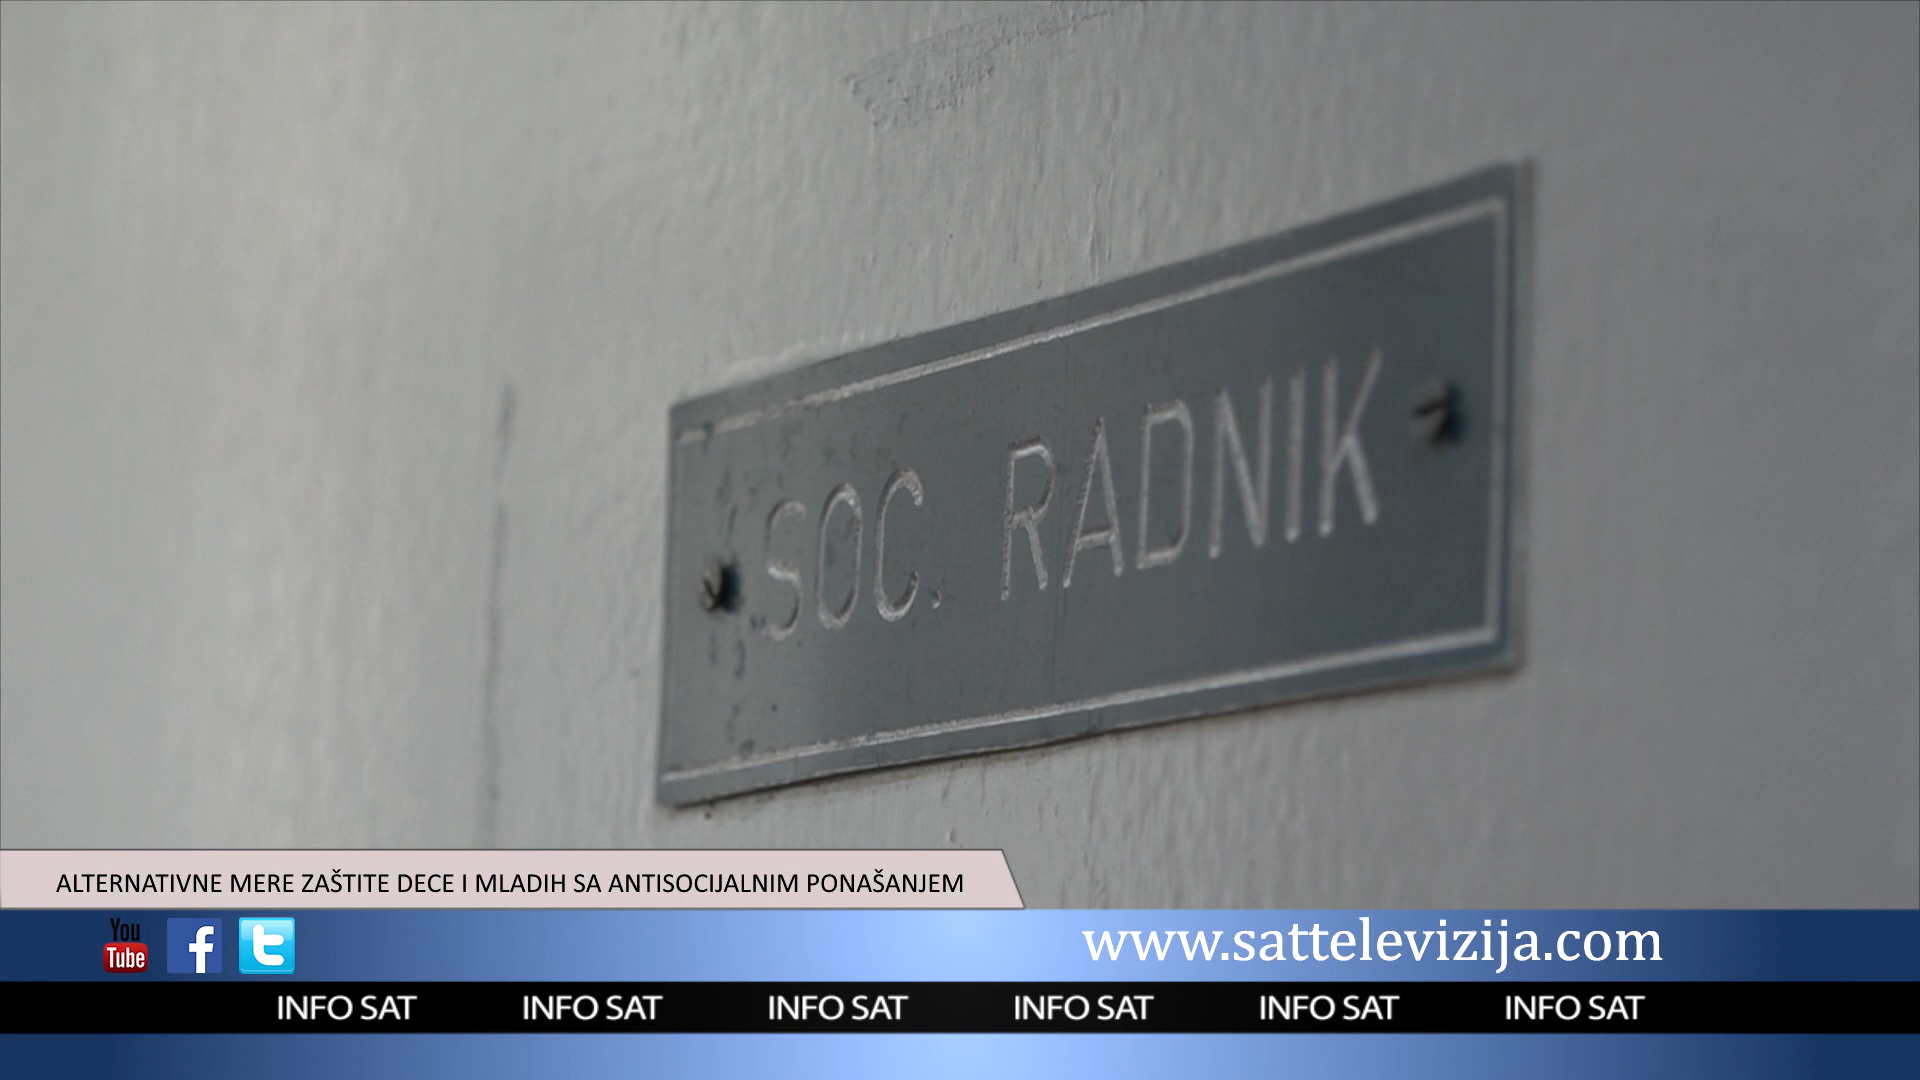 SOC. RADNIK
ALTERNATIVNE MERE ZAŠTITE DECE I MLADIH SA ANTISOCIJALNIM PONAŠANJEM
You
Tube
f
t
www.sattelevizija.com
INFO SAT INFO SAT INFO SAT INFO SAT INFO SAT INFO SAT